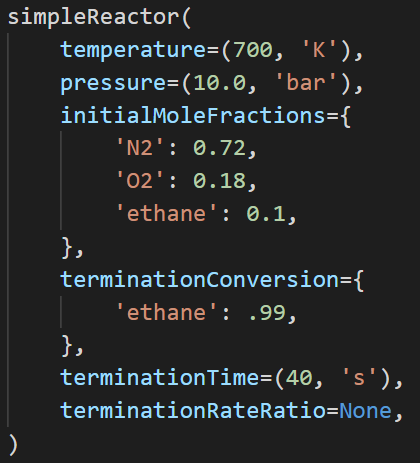 simpleReactor(
    temperature=(700, 'K'),
    pressure=(10.0, 'bar'),
    initialMoleFractions={
        'N2': 0.72,
        'O2': 0.18,
        'ethane': 0.1,
    },
    terminationConversion={
        'ethane': .99,
    },
    terminationTime=(40, 's'),
    terminationRateRatio=None,
)